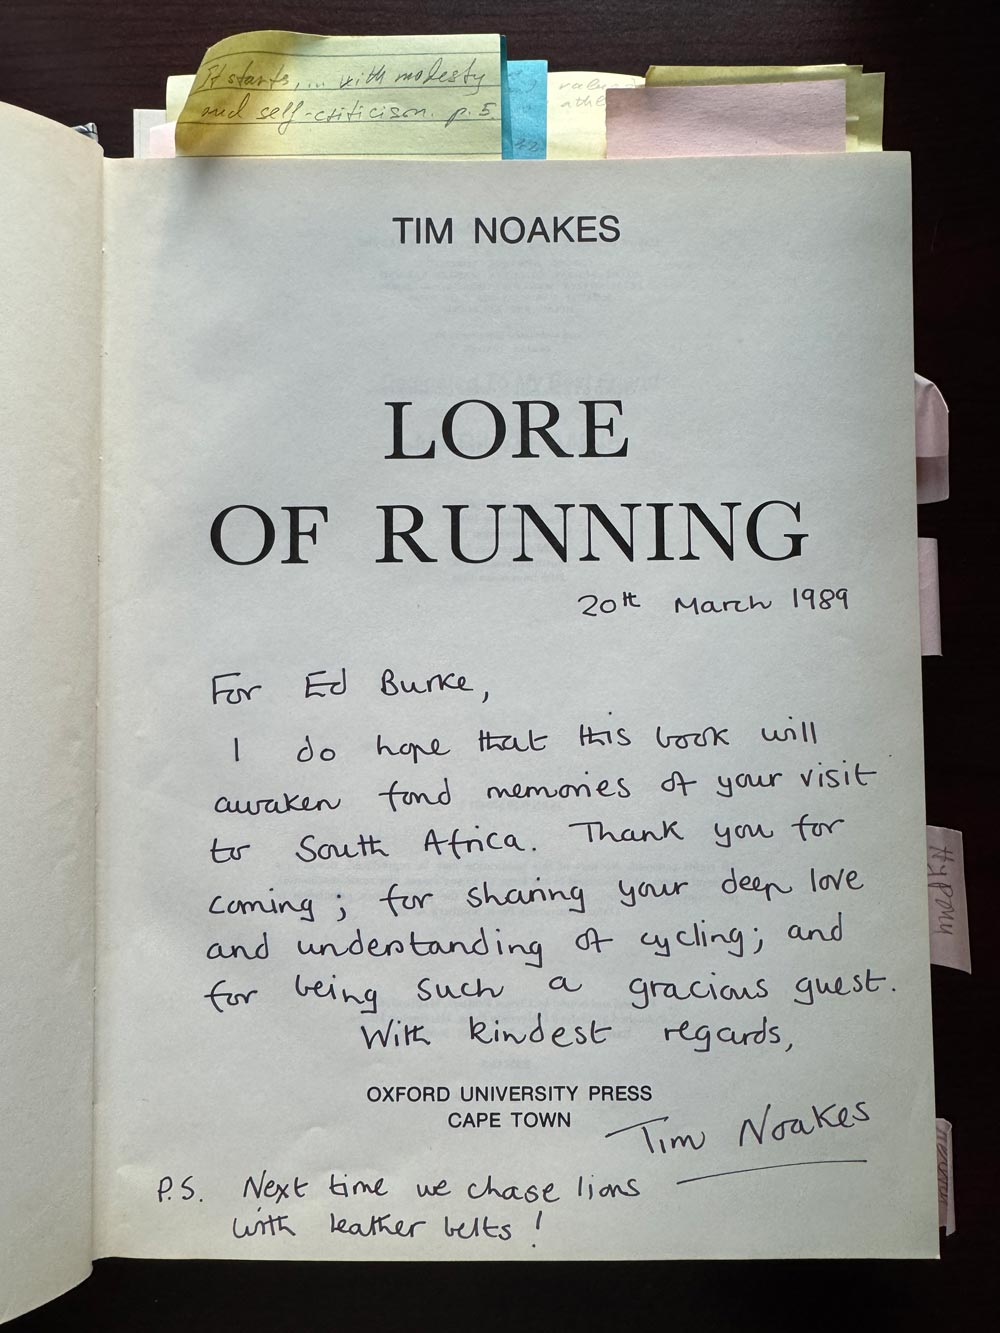 It starts, ... with modesty
and self-criticism. p.5.
TIM NOAKES
LORE
OF RUNNING
20th March 1989
For Ed Burke,
I do hope that this book will
awaken fond memories of your visit
to South Africa. Thank you for
coming; for sharing your deep love
and understanding of cycling; and
for being such a gracious guest.
With kindest regards,
OXFORD UNIVERSITY PRESS
CAPE TOWN
Tim Noakes
P.S. Next time we chase lions
with leather belts!